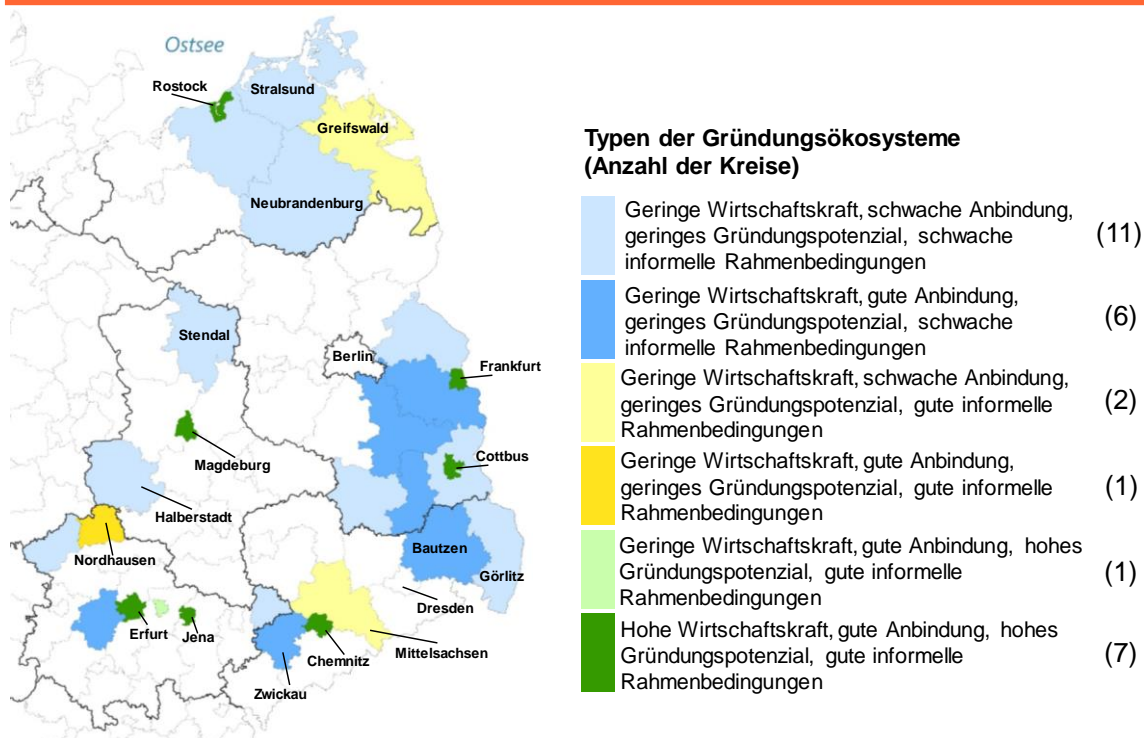 Ostsee
Rostock
Stralsund
Greifswald
Neubrandenburg
Stendal
Berlin
Frankfurt
Magdeburg
Cottbus
Halberstadt
Nordhausen
Bautzen
Görlitz
Dresden
Erfurt
Jena
Chemnitz
Mittelsachsen
Zwickau
Typen der Gründungsökosysteme
(Anzahl der Kreise)
Geringe Wirtschaftskraft, schwache Anbindung,
geringes Gründungspotenzial, schwache
informelle Rahmenbedingungen
(11)
Geringe Wirtschaftskraft, gute Anbindung,
geringes Gründungspotenzial, schwache
informelle Rahmenbedingungen
(6)
Geringe Wirtschaftskraft, schwache Anbindung,
geringes Gründungspotenzial, gute informelle
Rahmenbedingungen
(2)
Geringe Wirtschaftskraft, gute Anbindung,
geringes Gründungspotenzial, gute informelle
Rahmenbedingungen
(1)
Geringe Wirtschaftskraft, gute Anbindung, hohes
Gründungspotenzial, gute informelle
Rahmenbedingungen
(1)
Hohe Wirtschaftskraft, gute Anbindung, hohes
Gründungspotenzial, gute informelle
Rahmenbedingungen
(7)